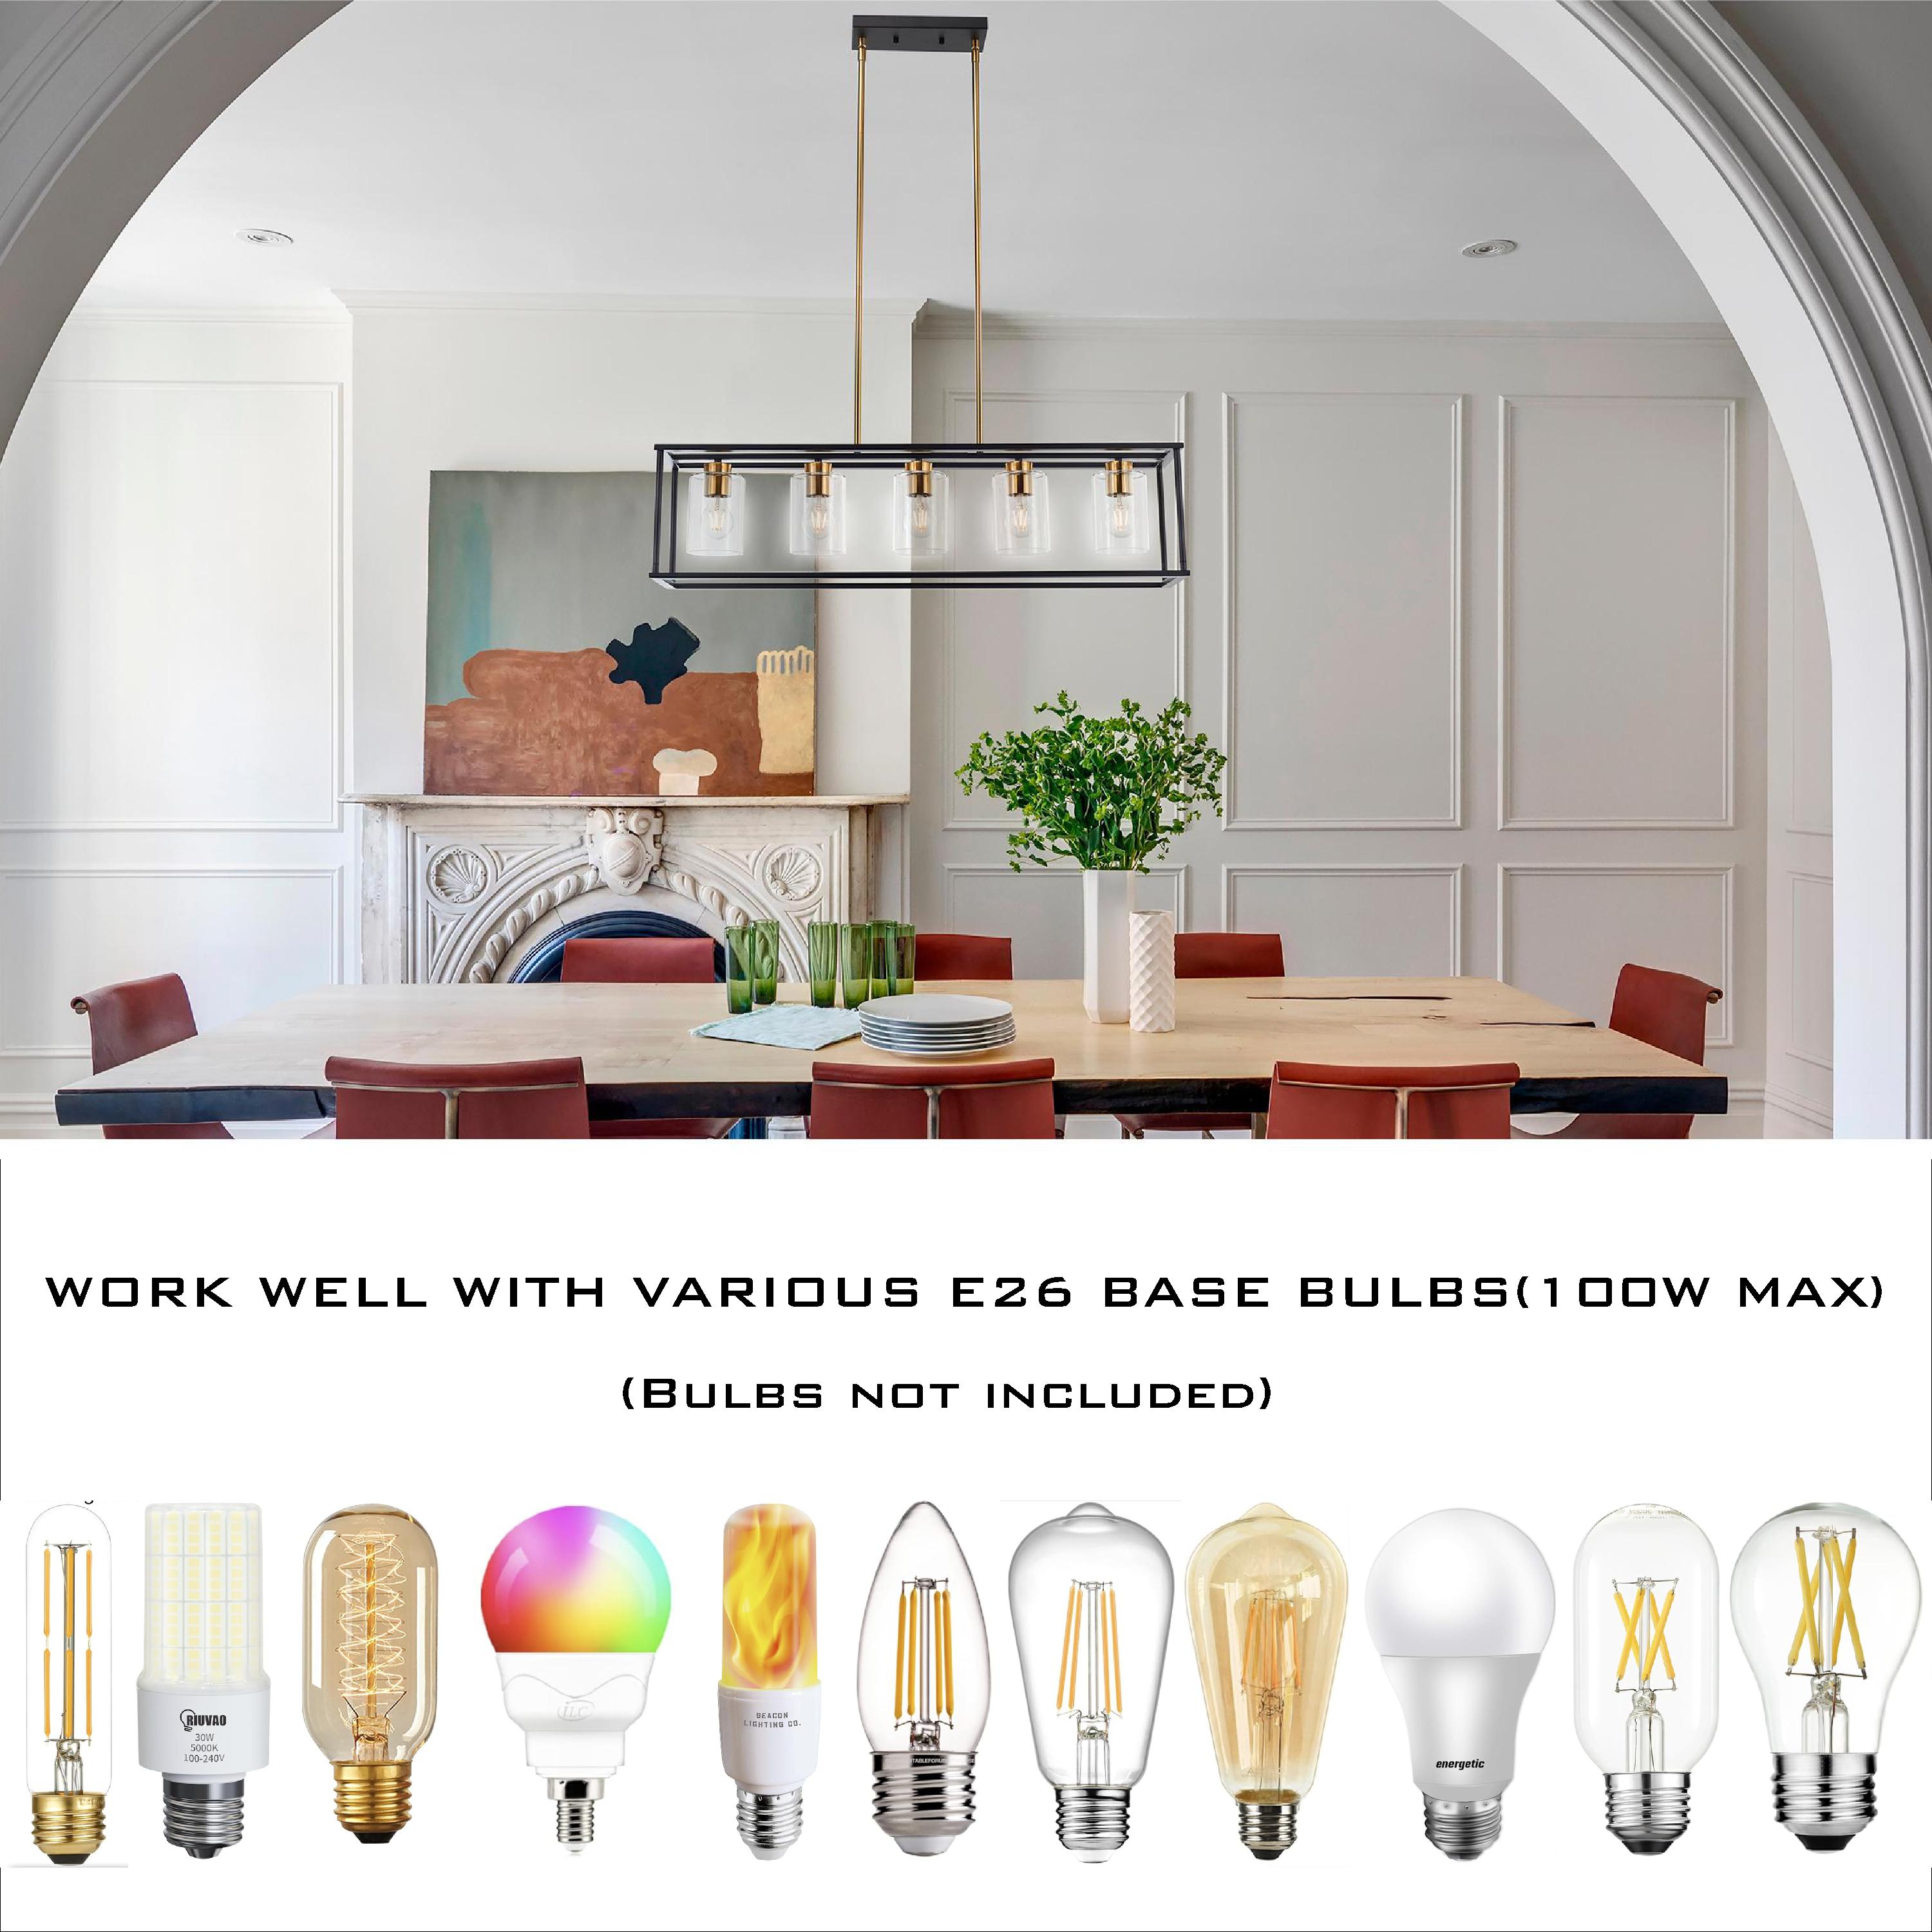 WORK WELL WITH VARIOUS E26 BASE BULBS(100W MAX)
(BULBS NOT INCLUDED)
RIUVAO
30W
5000K
100-240V
iLC
BEACON
LIGHTING CO.
energetic